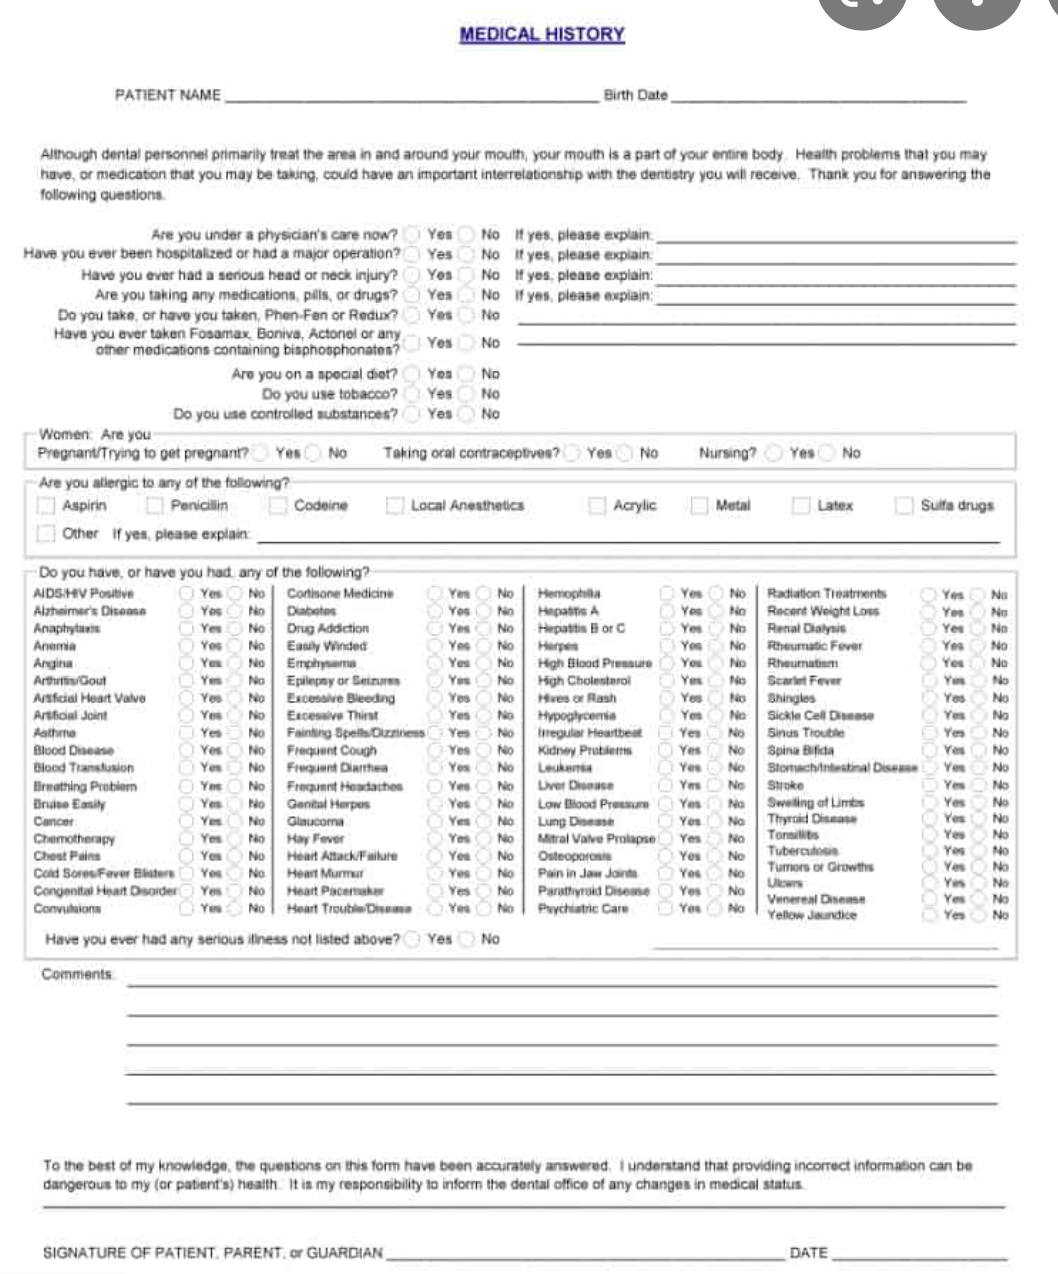 MEDICAL HISTORY
PATIENT NAME Birth Date
Although dental personnel primarily treat the area in and around your mouth, your mouth is a part of your entire body. Health problems that you may
have, or medication that you may be taking, could have an important interrelationship with the dentistry you will receive. Thank you for answering the
following questions.
Are you under a physician's care now? Yes No If yes, please explain:
Have you ever been hospitalized or had a major operation? Yes No If yes, please explain:
Have you ever had a serious head or neck injury? Yes No If yes, please explain:
Are you taking any medications, pills, or drugs? Yes No If yes, please explain:
Do you take, or have you taken, Phen-Fen or Redux? Yes No
Have you ever taken Fosamax, Boniva, Actonel or any
other medications containing bisphosphonates? Yes No
Are you on a special diet? Yes No
Do you use tobacco? Yes No
Do you use controlled substances? Yes No
Women: Are you
Pregnant/Trying to get pregnant? Yes No Taking oral contraceptives? Yes No Nursing? Yes No
Are you allergic to any of the following?
Aspirin Penicillin Codeine Local Anesthetics Acrylic Metal Latex Sulfa drugs
Other If yes, please explain:
Do you have, or have you had, any of the following?
AIDS/HIV Positive Yes No Cortisone Medicine Yes No Hemophilia Yes No Radiation Treatments Yes No
Alzheimer's Disease Yes No Diabetes Yes No Hepatitis A Yes No Recent Weight Loss Yes No
Anaphylaxis Yes No Drug Addiction Yes No Hepatitis B or C Yes No Renal Dialysis Yes No
Anemia Yes No Easily Winded Yes No Herpes Yes No Rheumatic Fever Yes No
Angina Yes No Emphysema Yes No High Blood Pressure Yes No Rheumatism Yes No
Arthritis/Gout Yes No Epilepsy or Seizures Yes No High Cholesterol Yes No Scarlet Fever Yes No
Artificial Heart Valve Yes No Excessive Bleeding Yes No Hives or Rash Yes No Shingles Yes No
Artificial Joint Yes No Excessive Thirst Yes No Hypoglycemia Yes No Sickle Cell Disease Yes No
Asthma Yes No Fainting Spells/Dizziness Yes No Irregular Heartbeat Yes No Sinus Trouble Yes No
Blood Disease Yes No Frequent Cough Yes No Kidney Problems Yes No Spina Bifida Yes No
Blood Transfusion Yes No Frequent Diarrhea Yes No Leukemia Yes No Stomach/Intestinal Disease Yes No
Breathing Problem Yes No Frequent Headaches Yes No Liver Disease Yes No Stroke Yes No
Bruise Easily Yes No Genital Herpes Yes No Low Blood Pressure Yes No Swelling of Limbs Yes No
Cancer Yes No Glaucoma Yes No Lung Disease Yes No Thyroid Disease Yes No
Chemotherapy Yes No Hay Fever Yes No Mitral Valve Prolapse Yes No Tonsillitis Yes No
Chest Pains Yes No Heart Attack/Failure Yes No Osteoporosis Yes No Tuberculosis Yes No
Cold Sores/Fever Blisters Yes No Heart Murmur Yes No Pain in Jaw Joints Yes No Tumors or Growths Yes No
Congenital Heart Disorder Yes No Heart Pacemaker Yes No Parathyroid Disease Yes No Ulcers Yes No
Convulsions Yes No Heart Trouble/Disease Yes No Psychiatric Care Yes No Venereal Disease Yes No
Yellow Jaundice Yes No
Have you ever had any serious illness not listed above? Yes No
Comments:
To the best of my knowledge, the questions on this form have been accurately answered. I understand that providing incorrect information can be
dangerous to my (or patient's) health. It is my responsibility to inform the dental office of any changes in medical status.
SIGNATURE OF PATIENT, PARENT, or GUARDIAN DATE